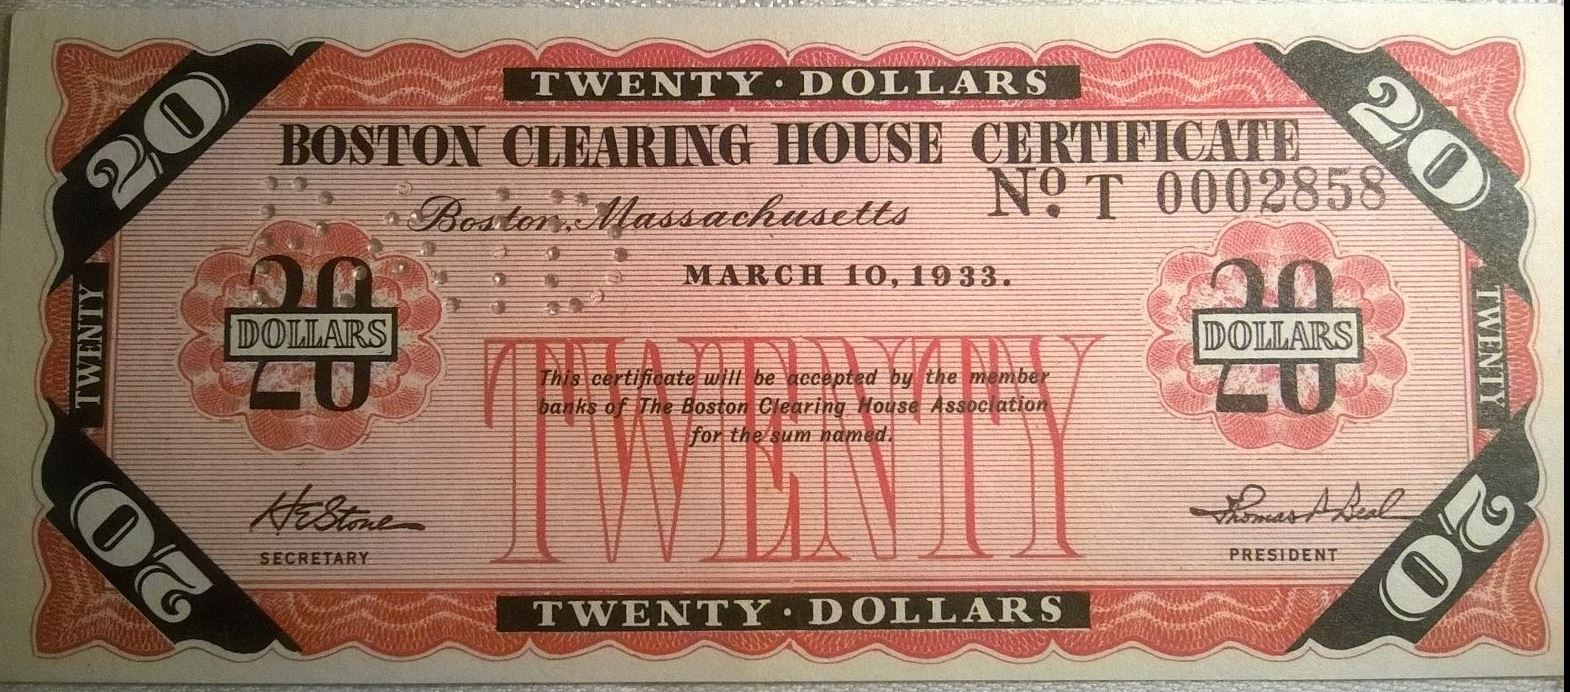 20 TWENTY · DOLLARS 20
BOSTON CLEARING HOUSE CERTIFICATE
Nº T 0002858
Boston, Massachusetts
MARCH 10, 1933.
20 DOLLARS
20 DOLLARS
TWENTY
TWENTY
TWENTY
This certificate will be accepted by the member
banks of The Boston Clearing House Association
for the sum named.
H E Stone
Thomas P Beal
SECRETARY
PRESIDENT
20 TWENTY · DOLLARS 20